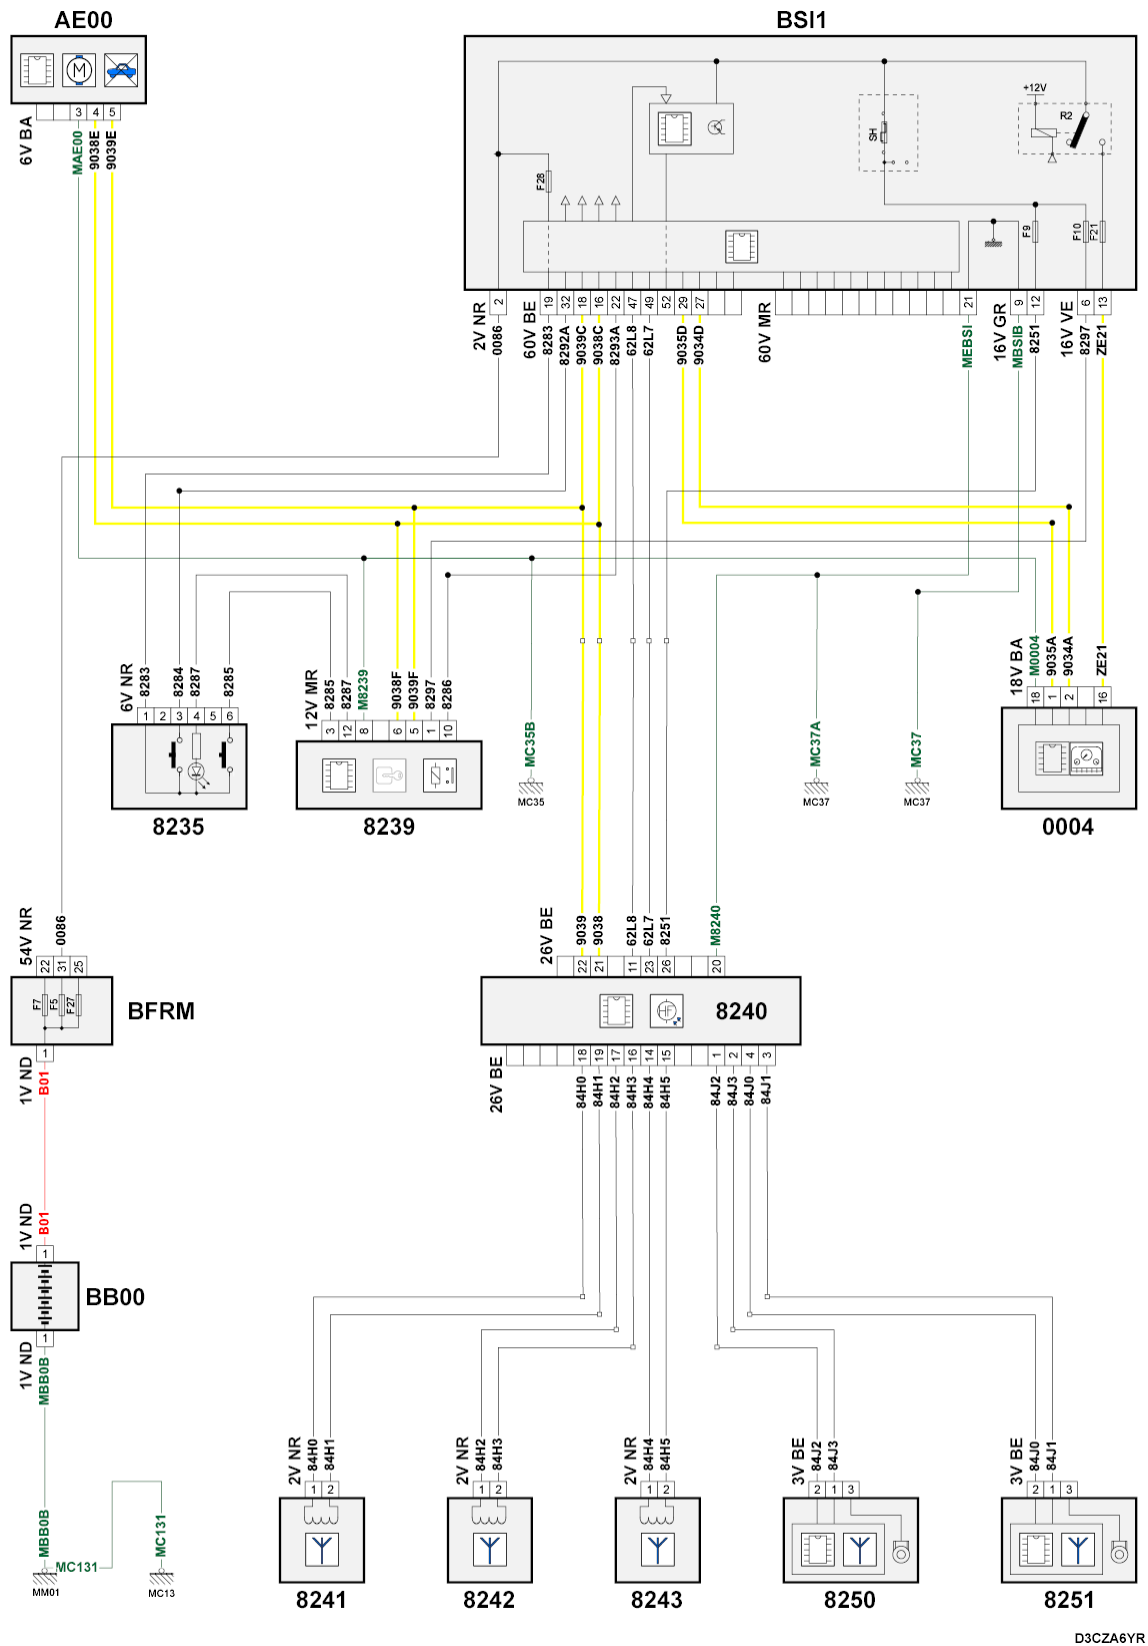 AE00
BSI1
M
+12V
R2
SH
F28
F9
F10
F21
3 4 5
6V BA
MAE00
9038E
9039E
2
19 32 18 16 22 47 49 52 29 27
21
9 12
6 13
2V NR
0086
60V BE
8283
8292A
9039C
9038C
8293A
62L8
62L7
9035D
9034D
60V MR
MEBSI
16V GR
MBSIB
8251
16V VE
8297
ZE21
6V NR
8283
8284
8287
8285
12V MR
8285
8287
M8239
9038F
9039F
8297
8286
18V BA
M0004
9035A
9034A
ZE21
1 2 3 4 5 6
3 12 8 6 5 1 10
18 1 2 16
MC35B
MC37A
MC37
MC35
MC37
MC37
8235
8239
0004
54V NR
0086
26V BE
9039
9038
62L8
62L7
8251
M8240
22 31 25
22 21 11 23 26 20
F7
F5
F27
BFRM
HF
8240
1
18 19 17 16 14 15 1 2 4 3
1V ND
B01
26V BE
84H0
84H1
84H2
84H3
84H4
84H5
84J2
84J3
84J0
84J1
1V ND
B01
1
BB00
1
1V ND
MBB0B
2V NR
84H0
84H1
2V NR
84H2
84H3
2V NR
84H4
84H5
3V BE
84J2
84J3
3V BE
84J0
84J1
1 2
1 2
1 2
2 1 3
2 1 3
MBB0B
MC131
MC131
MM01
MC13
8241
8242
8243
8250
8251
D3CZA6YR